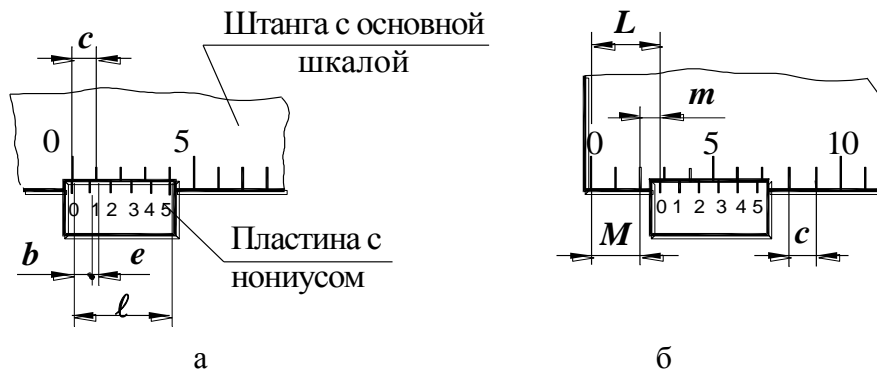 c
Штанга с основной
шкалой
0 5
0 1 2 3 4 5
Пластина с
нониусом
b e
ℓ
а
L
m
0 5 10
0 1 2 3 4 5
M c
б